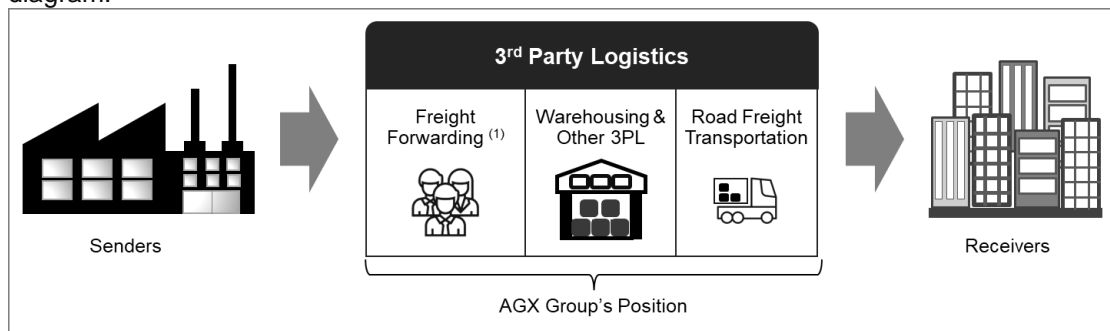 diagram.
3rd Party Logistics
Freight
Forwarding (1)
Warehousing &
Other 3PL
Road Freight
Transportation
Senders
Receivers
AGX Group’s Position